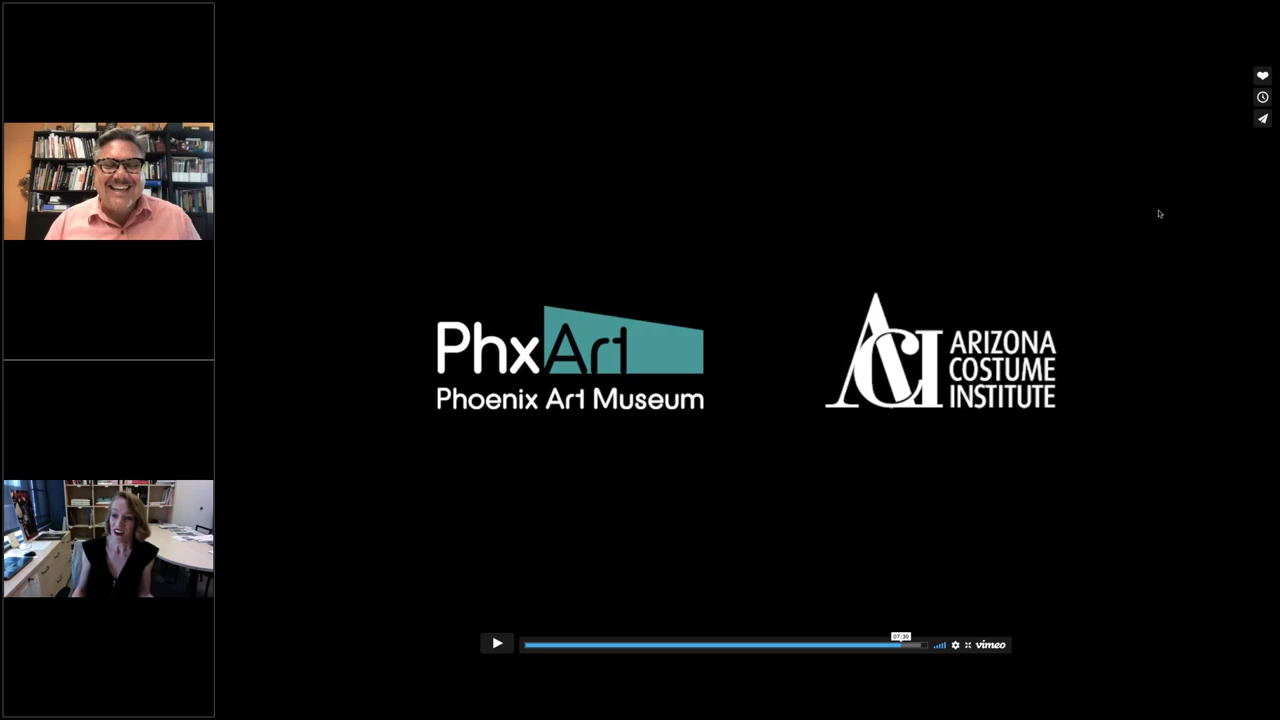 PhxArt
Phoenix Art Museum
ACI
ARIZONA
COSTUME
INSTITUTE
07:30
vimeo